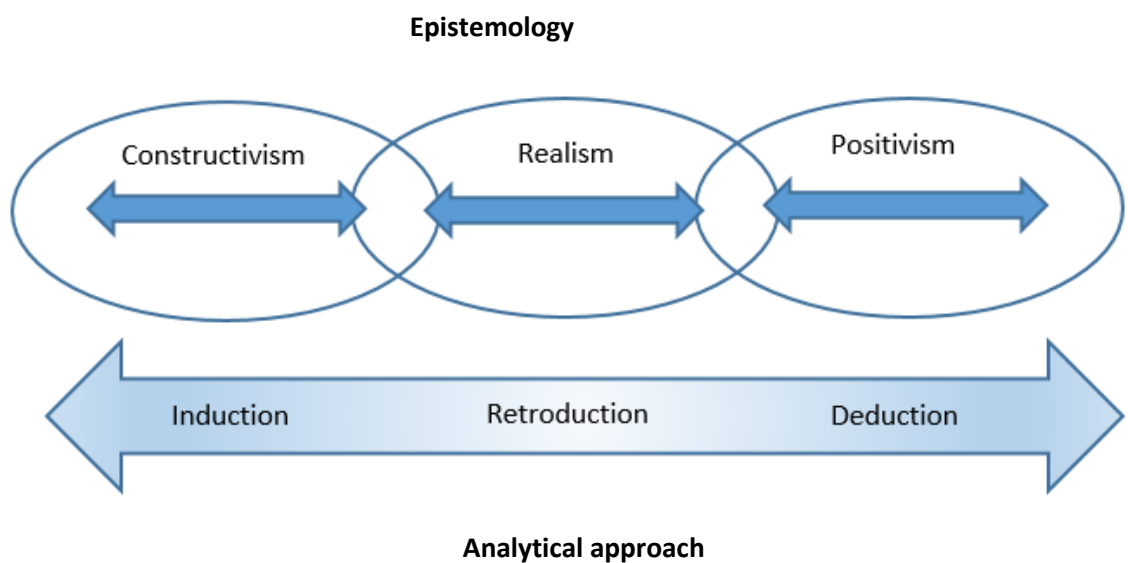 Epistemology
Constructivism
Realism
Positivism
Induction
Retroduction
Deduction
Analytical approach